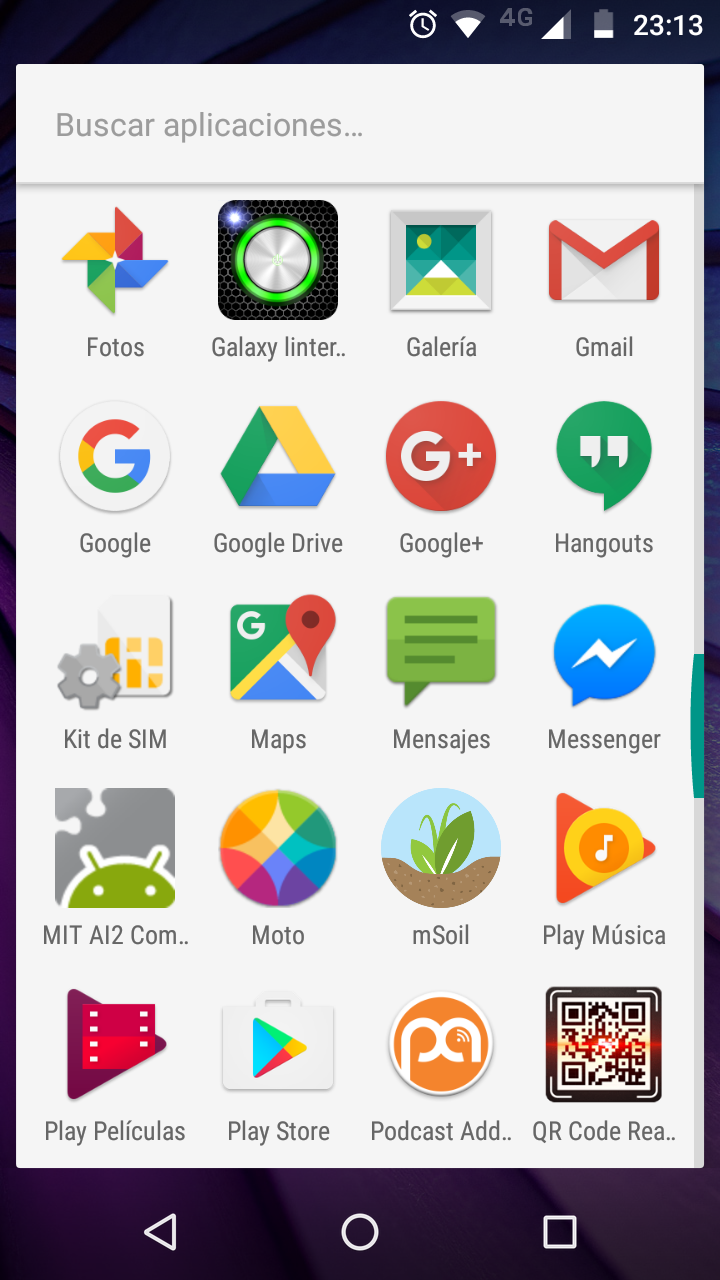 4G 23:13
Buscar aplicaciones...
Fotos Galaxy linter.. Galería Gmail
Google Google Drive Google+ Hangouts
Kit de SIM Maps Mensajes Messenger
MIT AI2 Com.. Moto mSoil Play Música
Play Películas Play Store Podcast Add.. QR Code Rea..